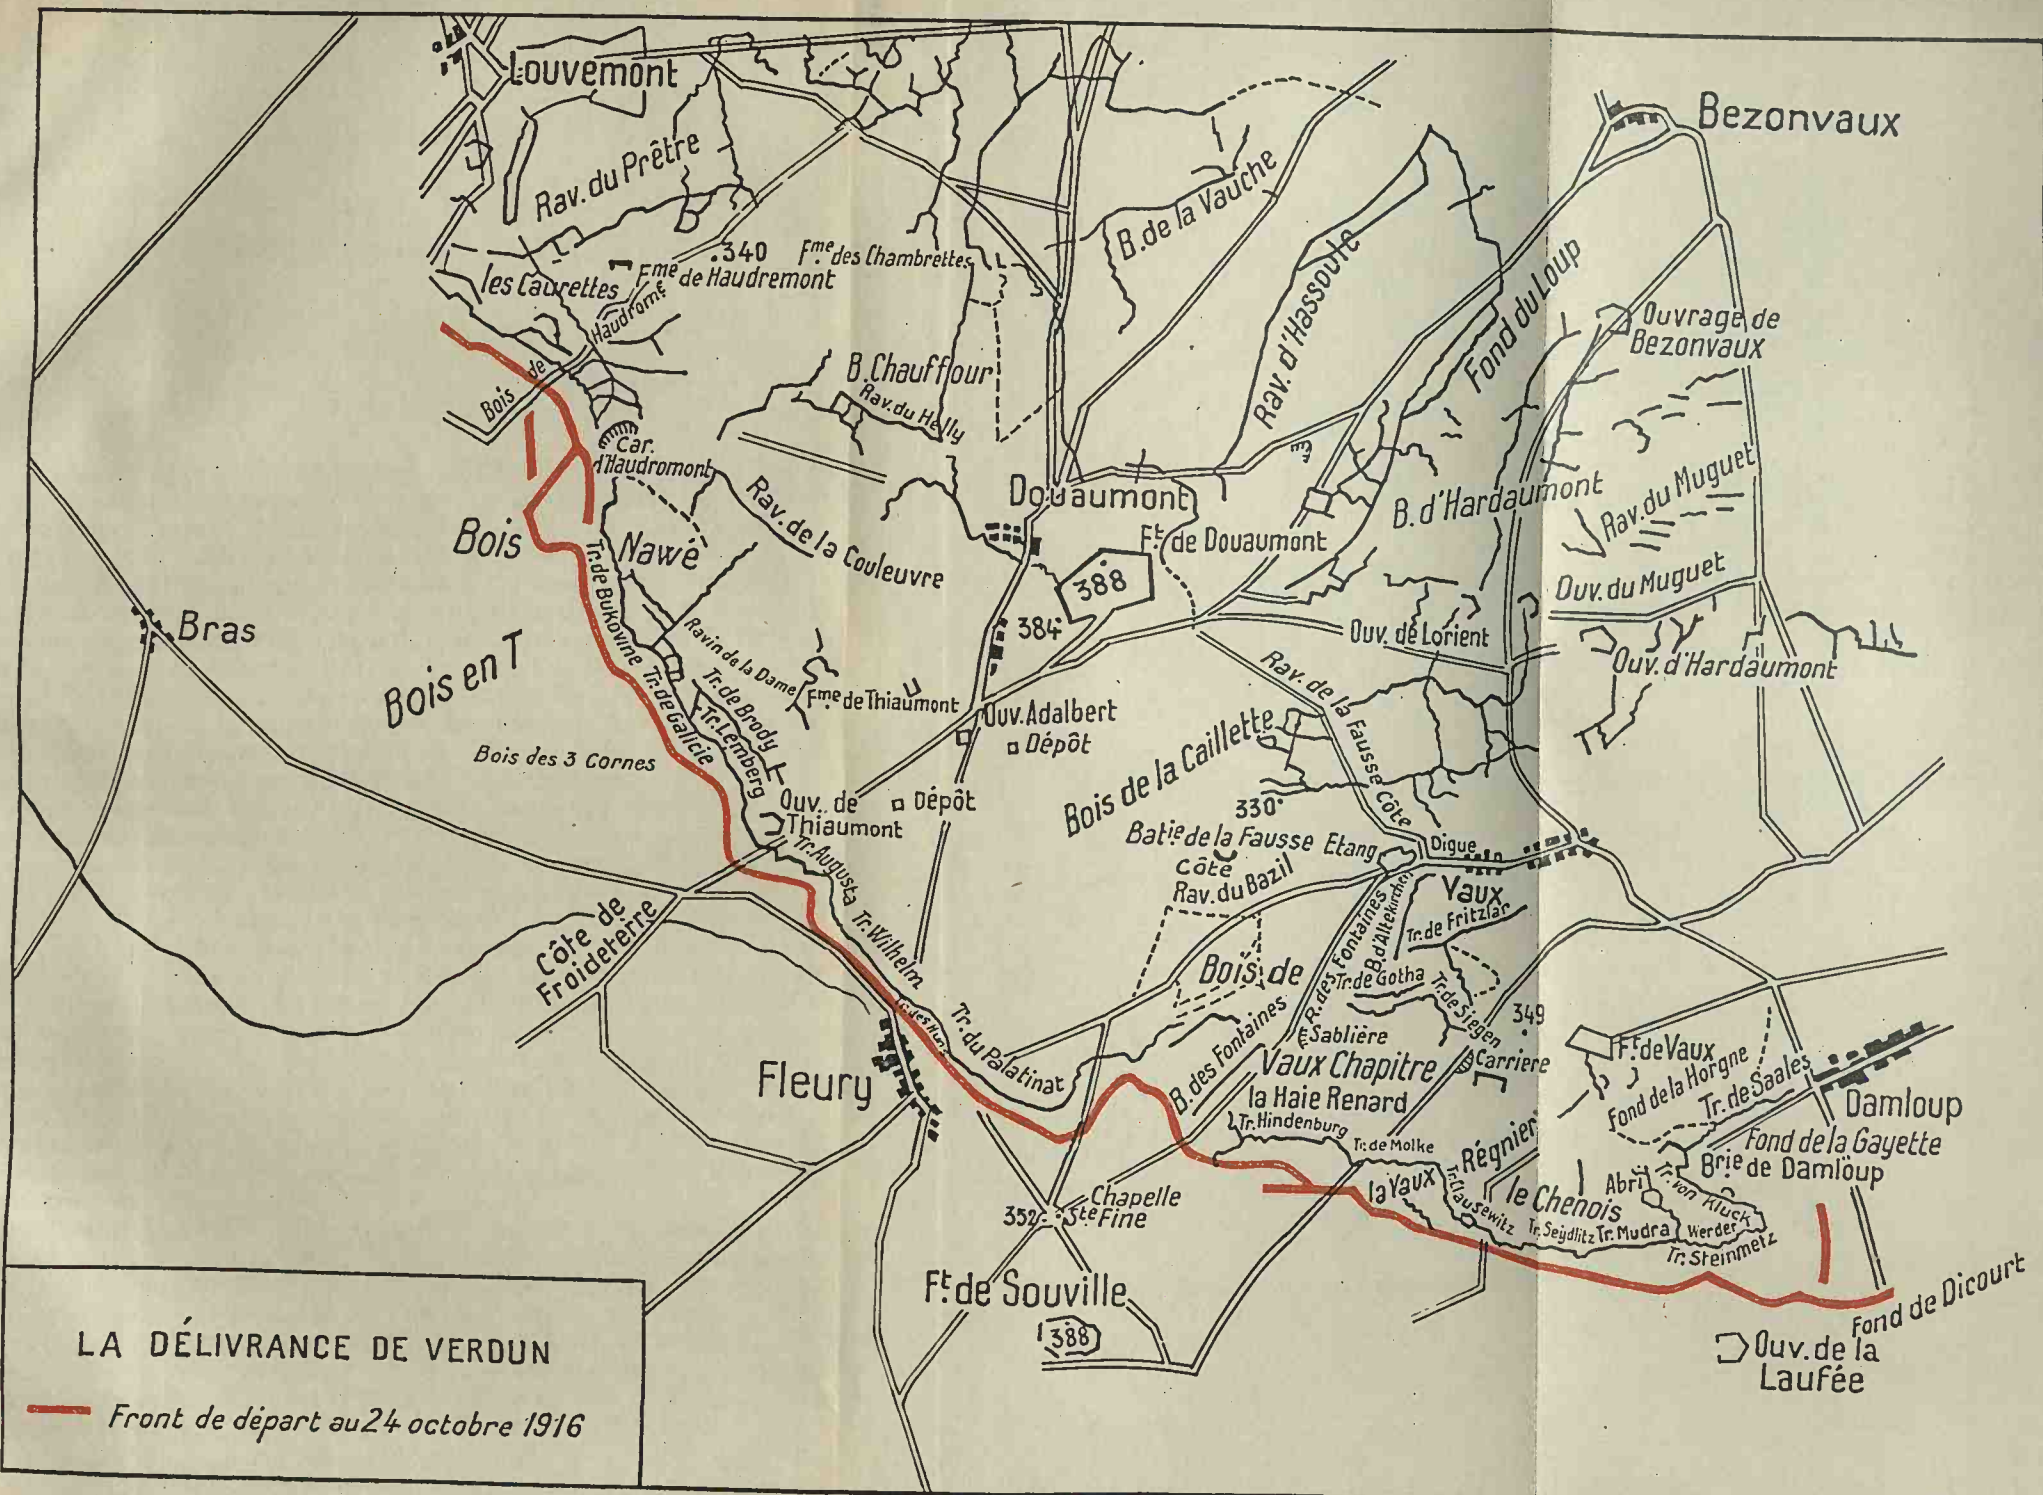 Louvemont
Bezonvaux
Rav. du Prêtre
B. de la Vauche
.340
Fme des Chambrettes
les Caurettes
Fme de Haudremont
Bois de Haudromt
Rav. d'Hassoule
Fond du Loup
Ouvrage de
Bezonvaux
B. Chauffour
Rav. du Helly
Car.
d'Haudromont
Rav. de la Couleuvre
Douaumont
Ft. de Douaumont
B. d'Hardaumont
Rav. du Muguet
Bois
Nawé
388
Ouv. du Muguet
Bras
Tr. de Bukovine
384
Ouv. de Lorient
Ouv. d'Hardaumont
Bois en T
Ravin de la Dame
Tr. de Galicie
Tr. de Brody
Tr. Lemberg
Fme de Thiaumont
Ouv. Adalbert
Dépôt
Rav. de la Fausse Côte
Bois de la Caillette
Bois des 3 Cornes
Ouv. de
Thiaumont
Dépôt
330
Batie de la Fausse
Côte
Etang
Digue
Tr. Augusta
Rav. du Bazil
Vaux
Tr. de Fritzlar
Côte de
Froideterre
Tr. Wilhelm
R. des Fontaines
B. d'Altekirchen
Bois de
Tr. de Gotha
Tr. de Siegen
349
Tr. des Huns
Tr. du Palatinat
B. des Fontaines
Sablière
Vaux Chapitre
Carriere
Ft. de Vaux
Fleury
la Haie Renard
Fond de la Horgne
Tr. de Saales
Damloup
Tr. Hindenburg
Tr. de Molke
Régnier
Fond de la Gayette
Brie de Damloup
la Vaux
Tr. Clausewitz
le Chenois
Abri
Tr. von Kluck
Chapelle
Ste Fine
352
Tr. Seydlitz
Tr. Mudra
Werder
Tr. Steinmetz
Ft. de Souville
388
Fond de Dicourt
Ouv. de la
Laufée
LA DÉLIVRANCE DE VERDUN
Front de départ au 24 octobre 1916